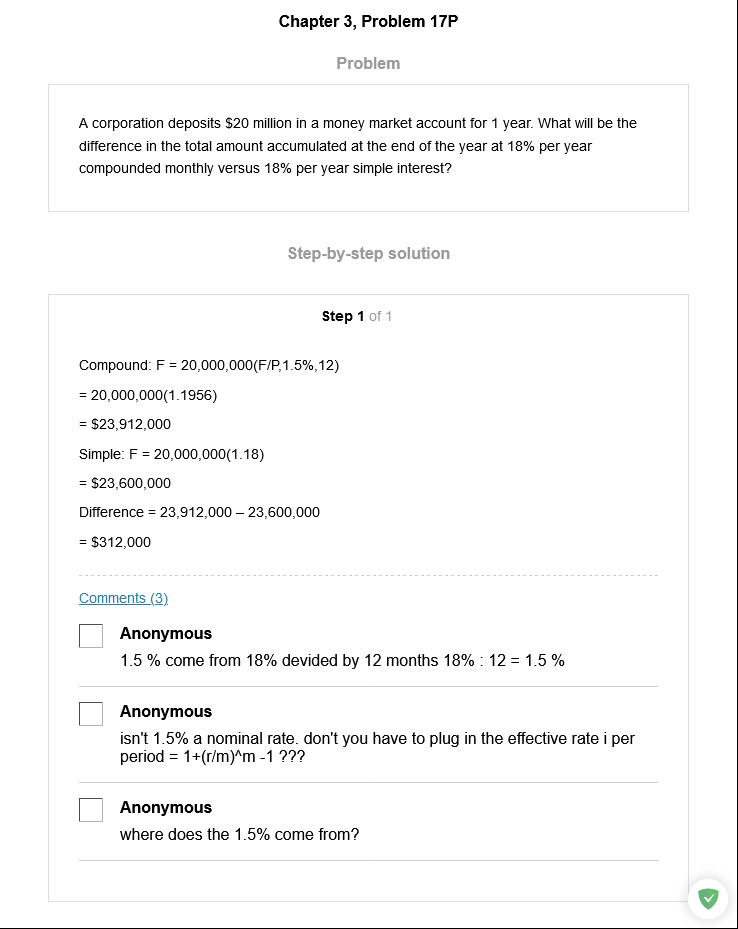 Chapter 3, Problem 17P
Problem
A corporation deposits $20 million in a money market account for 1 year. What will be the
difference in the total amount accumulated at the end of the year at 18% per year
compounded monthly versus 18% per year simple interest?
Step-by-step solution
Step 1 of 1
Compound: F = 20,000,000(F/P,1.5%,12)
= 20,000,000(1.1956)
= $23,912,000
Simple: F = 20,000,000(1.18)
= $23,600,000
Difference = 23,912,000 – 23,600,000
= $312,000
Comments (3)
Anonymous
1.5 % come from 18% devided by 12 months 18% : 12 = 1.5 %
Anonymous
isn't 1.5% a nominal rate. don't you have to plug in the effective rate i per
period = 1+(r/m)^m -1 ???
Anonymous
where does the 1.5% come from?